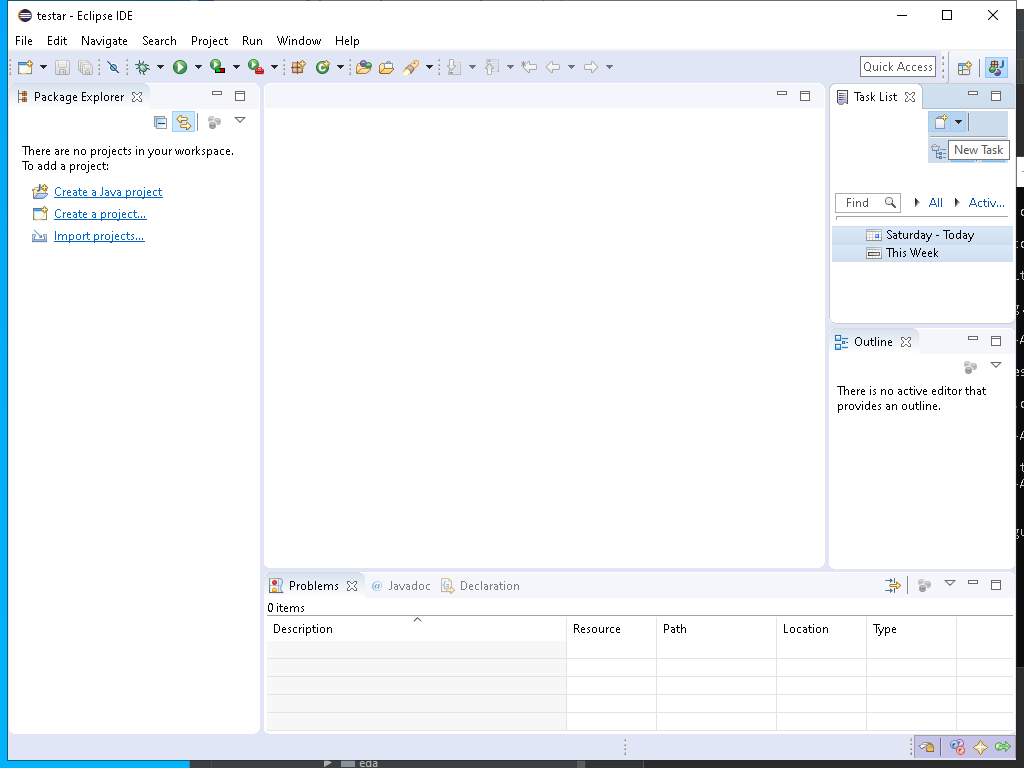 testar - Eclipse IDE
File Edit Navigate Search Project Run Window Help
Quick Access
Package Explorer
There are no projects in your workspace.
To add a project:
Create a Java project
Create a project...
Import projects...
Task List
New Task
Find All Activ...
Saturday - Today
This Week
Outline
There is no active editor that
provides an outline.
Problems @ Javadoc Declaration
0 items
Description Resource Path Location Type
eda